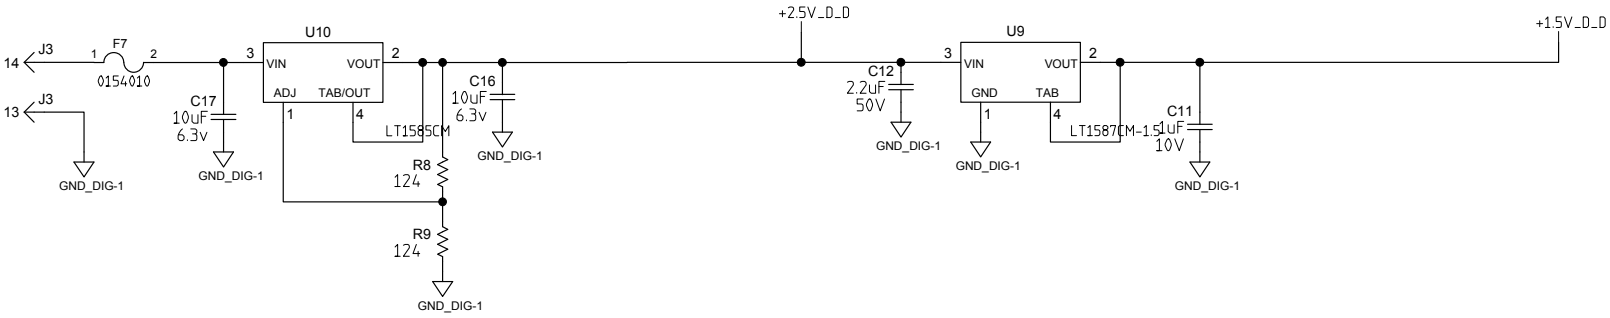 +2.5V_D_D
+1.5V_D_D
14
J3
1
F7
2
0154010
3
U10
VIN
VOUT
ADJ
TAB/OUT
2
1
4
LT1585CM
C17
10uF
6.3v
GND_DIG-1
13
J3
GND_DIG-1
C16
10uF
6.3v
GND_DIG-1
R8
124
R9
124
GND_DIG-1
C12
2.2uF
50V
GND_DIG-1
3
U9
VIN
VOUT
GND
TAB
2
1
4
LT1587CM-1.5
GND_DIG-1
C11
1uF
10V
GND_DIG-1